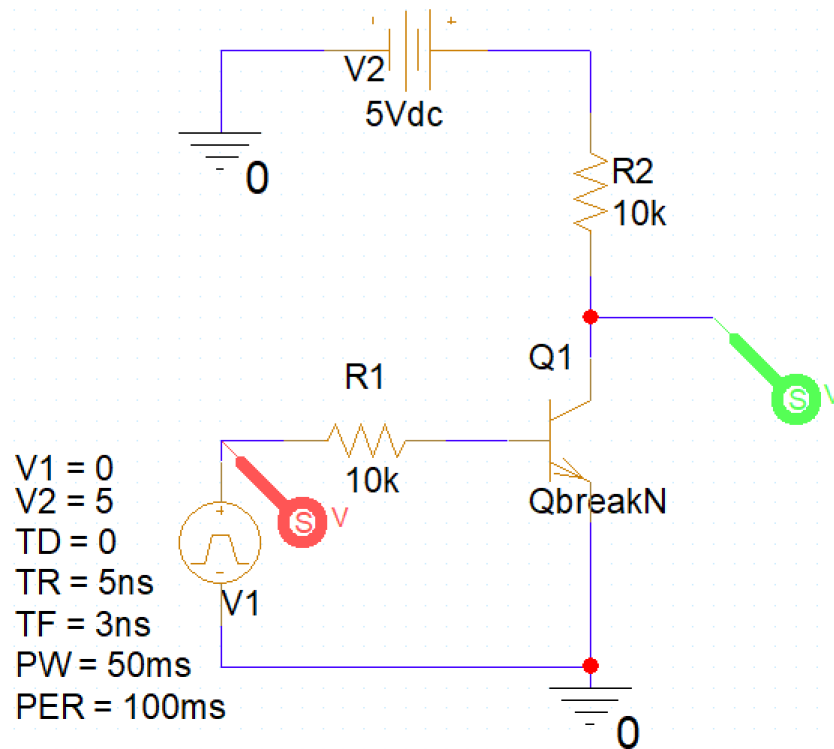 V2
5Vdc
0
R2
10k
Q1
R1
10k
QbreakN
S V
S V
V1 = 0
V2 = 5
TD = 0
TR = 5ns
TF = 3ns
PW = 50ms
PER = 100ms
V1
0